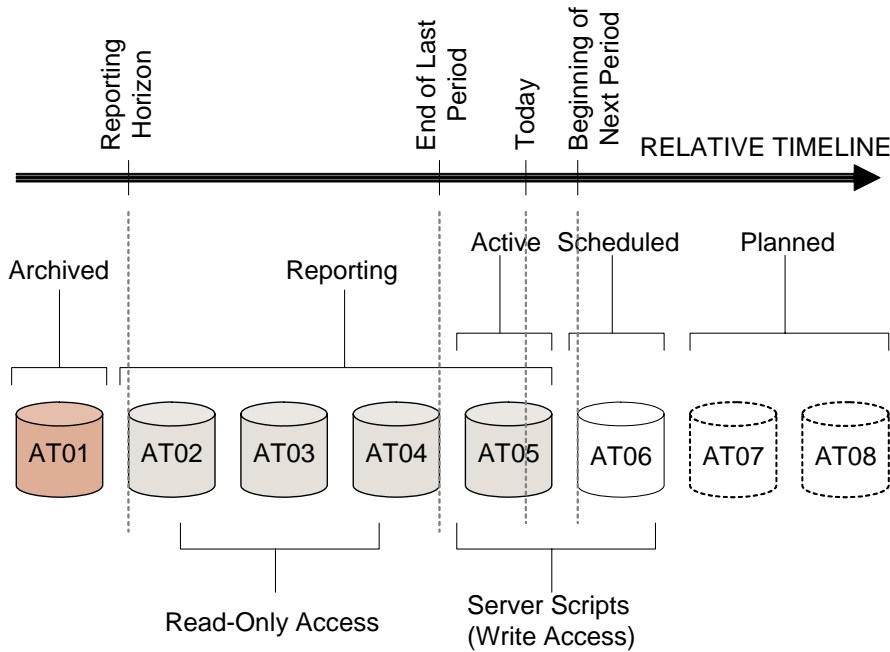 Reporting
Horizon
End of Last
Period
Today
Beginning of
Next Period
RELATIVE TIMELINE
Active
Scheduled
Planned
Archived
Reporting
AT01
AT02
AT03
AT04
AT05
AT06
AT07
AT08
Read-Only Access
Server Scripts
(Write Access)